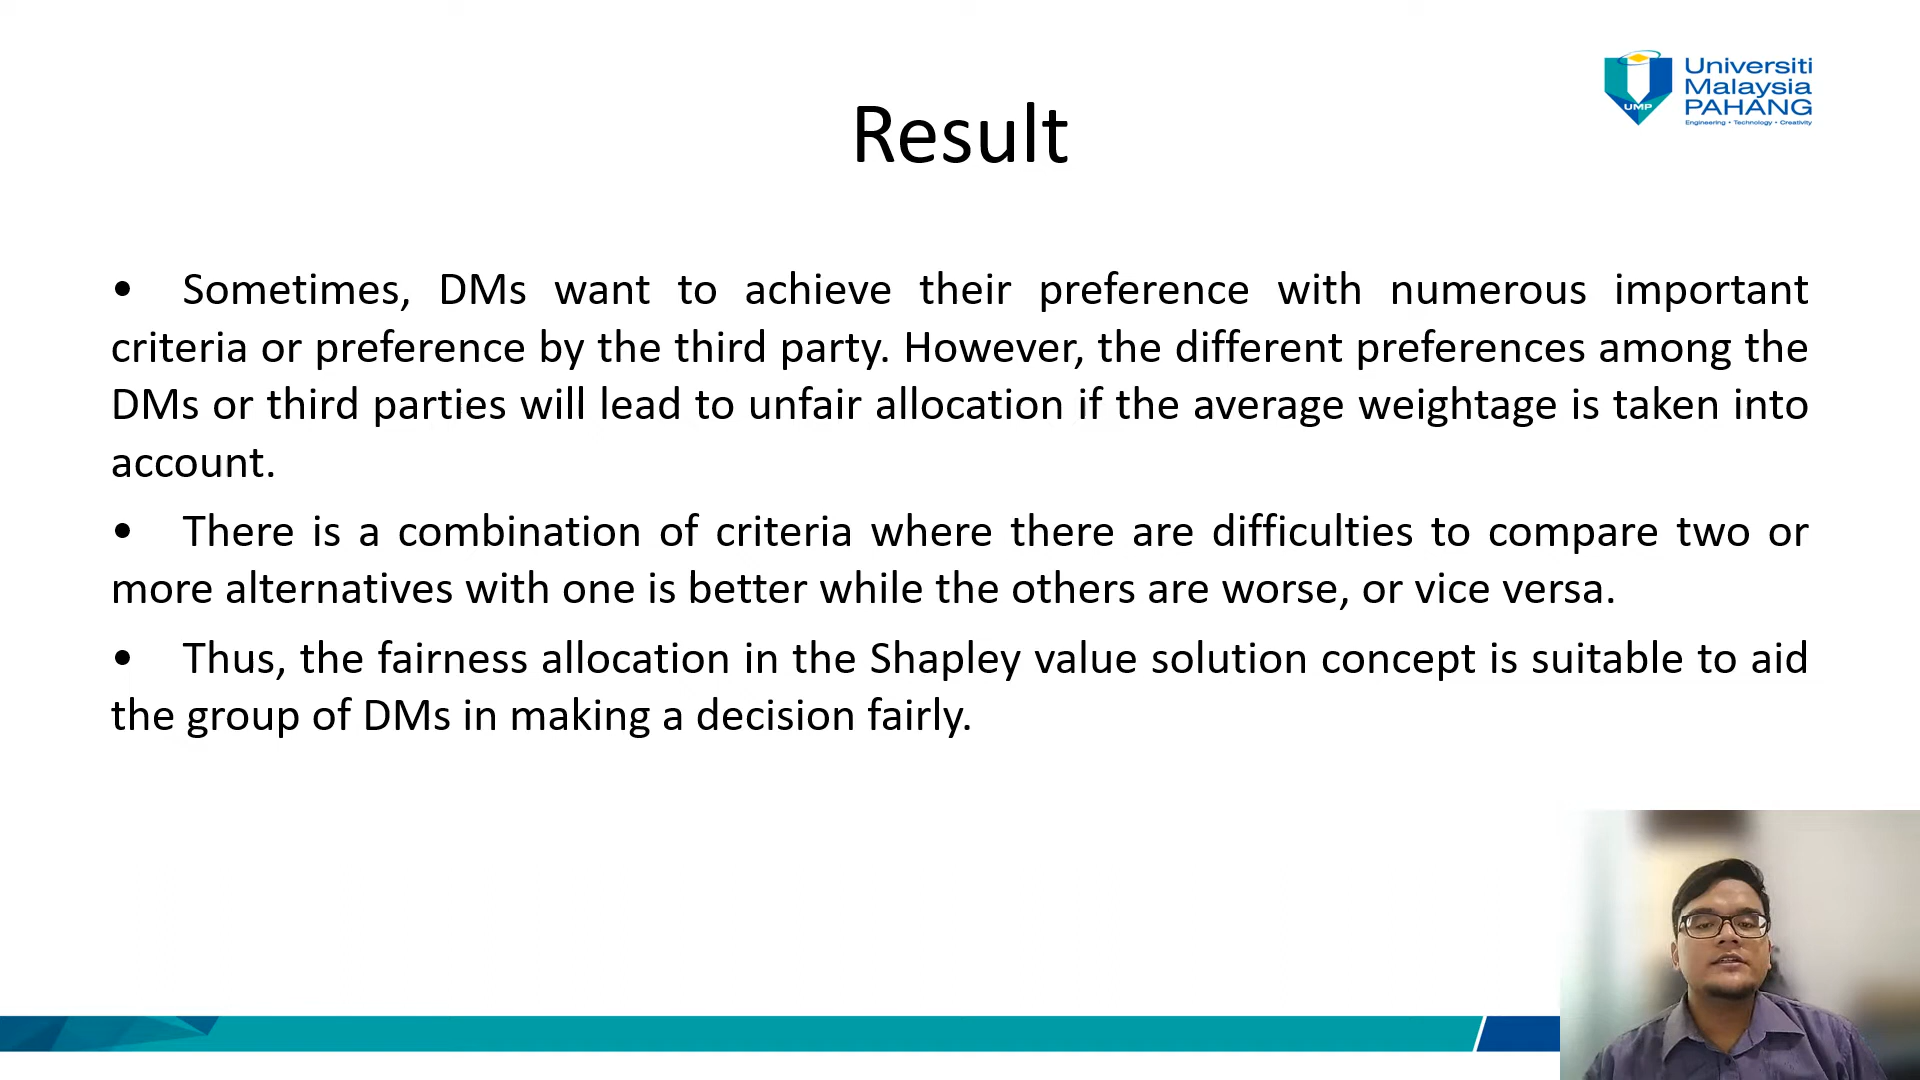 Universiti
Malaysia
PAHANG
Engineering • Technology • Creativity
UMP
Result
• Sometimes, DMs want to achieve their preference with numerous important
criteria or preference by the third party. However, the different preferences among the
DMs or third parties will lead to unfair allocation if the average weightage is taken into
account.
• There is a combination of criteria where there are difficulties to compare two or
more alternatives with one is better while the others are worse, or vice versa.
• Thus, the fairness allocation in the Shapley value solution concept is suitable to aid
the group of DMs in making a decision fairly.